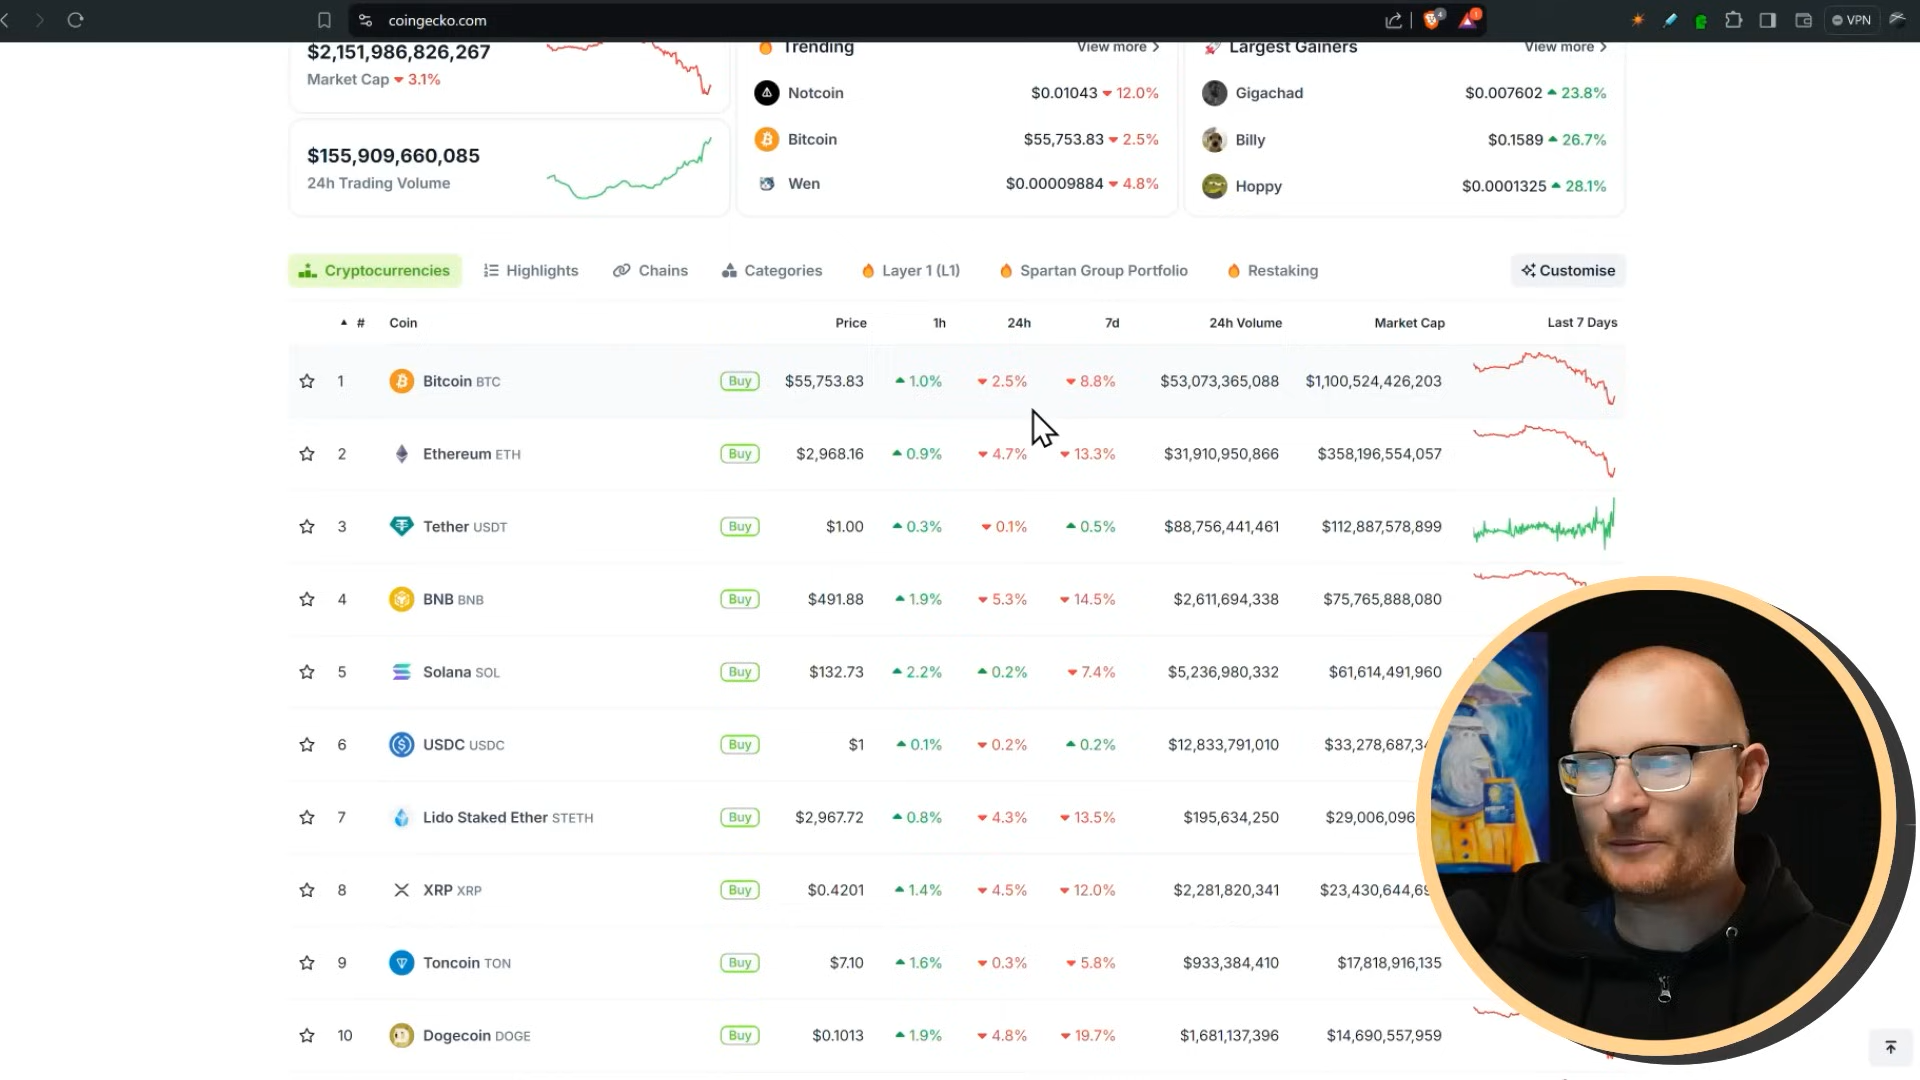 coingecko.com
4
1
VPN
$2,151,986,826,267
Market Cap 3.1%
$155,909,660,085
24h Trading Volume
Trending View more
Notcoin $0.01043 12.0%
Bitcoin $55,753.83 2.5%
Wen $0.00009884 4.8%
Largest Gainers View more
Gigachad $0.007602 23.8%
Billy $0.1589 26.7%
Hoppy $0.0001325 28.1%
Cryptocurrencies Highlights Chains Categories Layer 1 (L1) Spartan Group Portfolio Restaking Customise
# Coin Price 1h 24h 7d 24h Volume Market Cap Last 7 Days
1 Bitcoin BTC Buy $55,753.83 1.0% 2.5% 8.8% $53,073,365,088 $1,100,524,426,203
2 Ethereum ETH Buy $2,968.16 0.9% 4.7% 13.3% $31,910,950,866 $358,196,554,057
3 Tether USDT Buy $1.00 0.3% 0.1% 0.5% $88,756,441,461 $112,887,578,899
4 BNB BNB Buy $491.88 1.9% 5.3% 14.5% $2,611,694,338 $75,765,888,080
5 Solana SOL Buy $132.73 2.2% 0.2% 7.4% $5,236,980,332 $61,614,491,960
6 USDC USDC Buy $1 0.1% 0.2% 0.2% $12,833,791,010 $33,278,687,3
7 Lido Staked Ether STETH Buy $2,967.72 0.8% 4.3% 13.5% $195,634,250 $29,006,096
8 XRP XRP Buy $0.4201 1.4% 4.5% 12.0% $2,281,820,341 $23,430,644,6
9 Toncoin TON Buy $7.10 1.6% 0.3% 5.8% $933,384,410 $17,818,916,135
10 Dogecoin DOGE Buy $0.1013 1.9% 4.8% 19.7% $1,681,137,396 $14,690,557,959